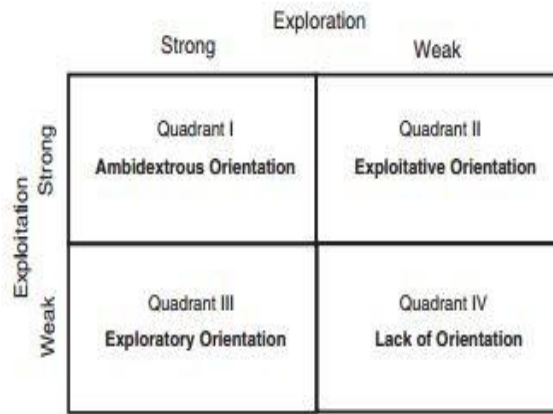 Exploration
Strong Weak
Exploitation
Strong
Quadrant I
Ambidextrous Orientation
Quadrant II
Exploitative Orientation
Weak
Quadrant III
Exploratory Orientation
Quadrant IV
Lack of Orientation